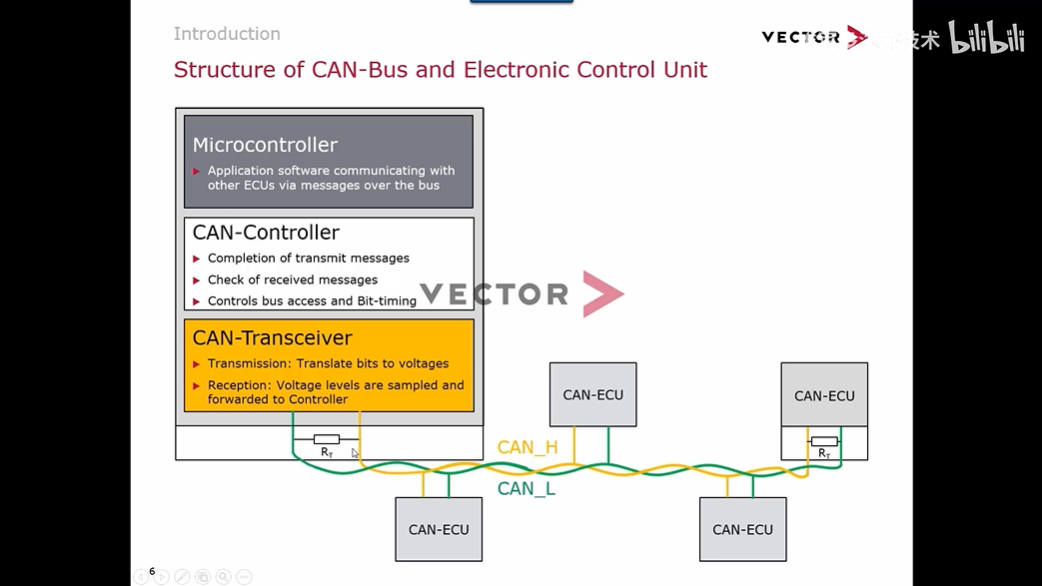 Introduction
VECTOR
技术
bilibili
Structure of CAN-Bus and Electronic Control Unit
Microcontroller
Application software communicating with
other ECUs via messages over the bus
CAN-Controller
Completion of transmit messages
Check of received messages
Controls bus access and Bit-timing
VECTOR
CAN-Transceiver
Transmission: Translate bits to voltages
Reception: Voltage levels are sampled and
forwarded to Controller
CAN-ECU
CAN-ECU
RT
CAN_H
RT
CAN_L
CAN-ECU
CAN-ECU
6